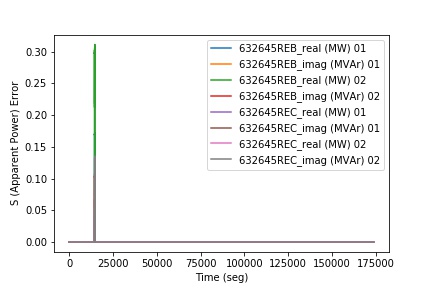 0.30
0.25
0.20
0.15
0.10
0.05
0.00
S (Apparent Power) Error
632645REB_real (MW) 01
632645REB_imag (MVAr) 01
632645REB_real (MW) 02
632645REB_imag (MVAr) 02
632645REC_real (MW) 01
632645REC_imag (MVAr) 01
632645REC_real (MW) 02
632645REC_imag (MVAr) 02
0 25000 50000 75000 100000 125000 150000 175000
Time (seg)